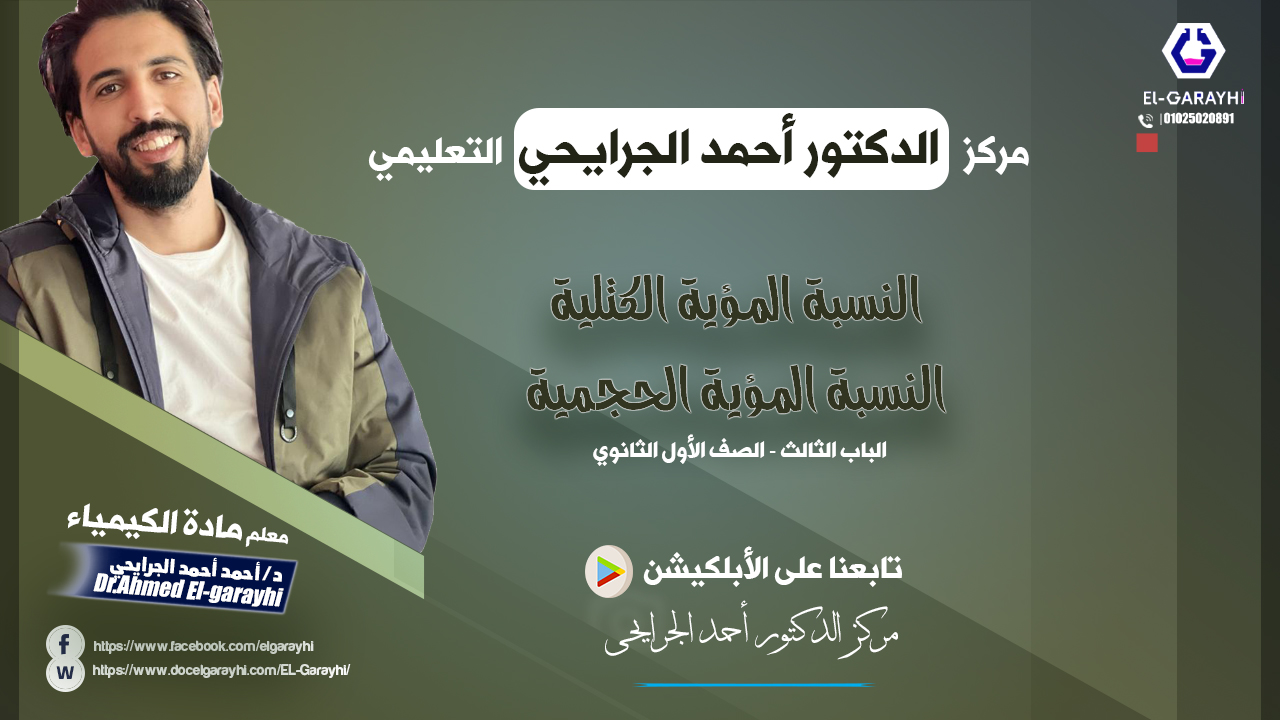 El-GARAYHi
01025020891
مركز الدكتور أحمد الجرايحي التعليمي
النسبة المؤية الكتلية
النسبة المؤية الحجمية
الباب الثالث - الصف الأول الثانوي
تابعنا على الأبلكيشن
مركز الدكتور أحمد الجرايحى
معلم مادة الكيمياء
د/أحمد أحمد الجرايحي
Dr.Ahmed El-garayhi
https://www.facebook.com/elgarayhi
https://www.docelgarayhi.com/EL-Garayhi/